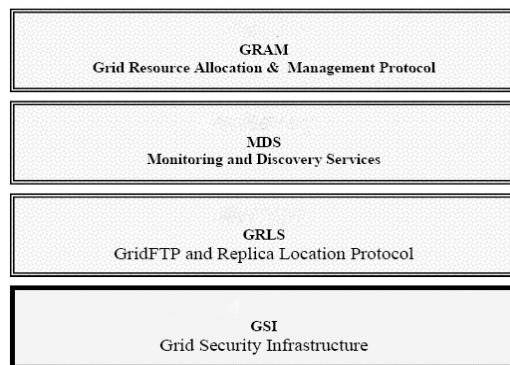 GRAM
Grid Resource Allocation & Management Protocol
MDS
Monitoring and Discovery Services
GRLS
GridFTP and Replica Location Protocol
GSI
Grid Security Infrastructure